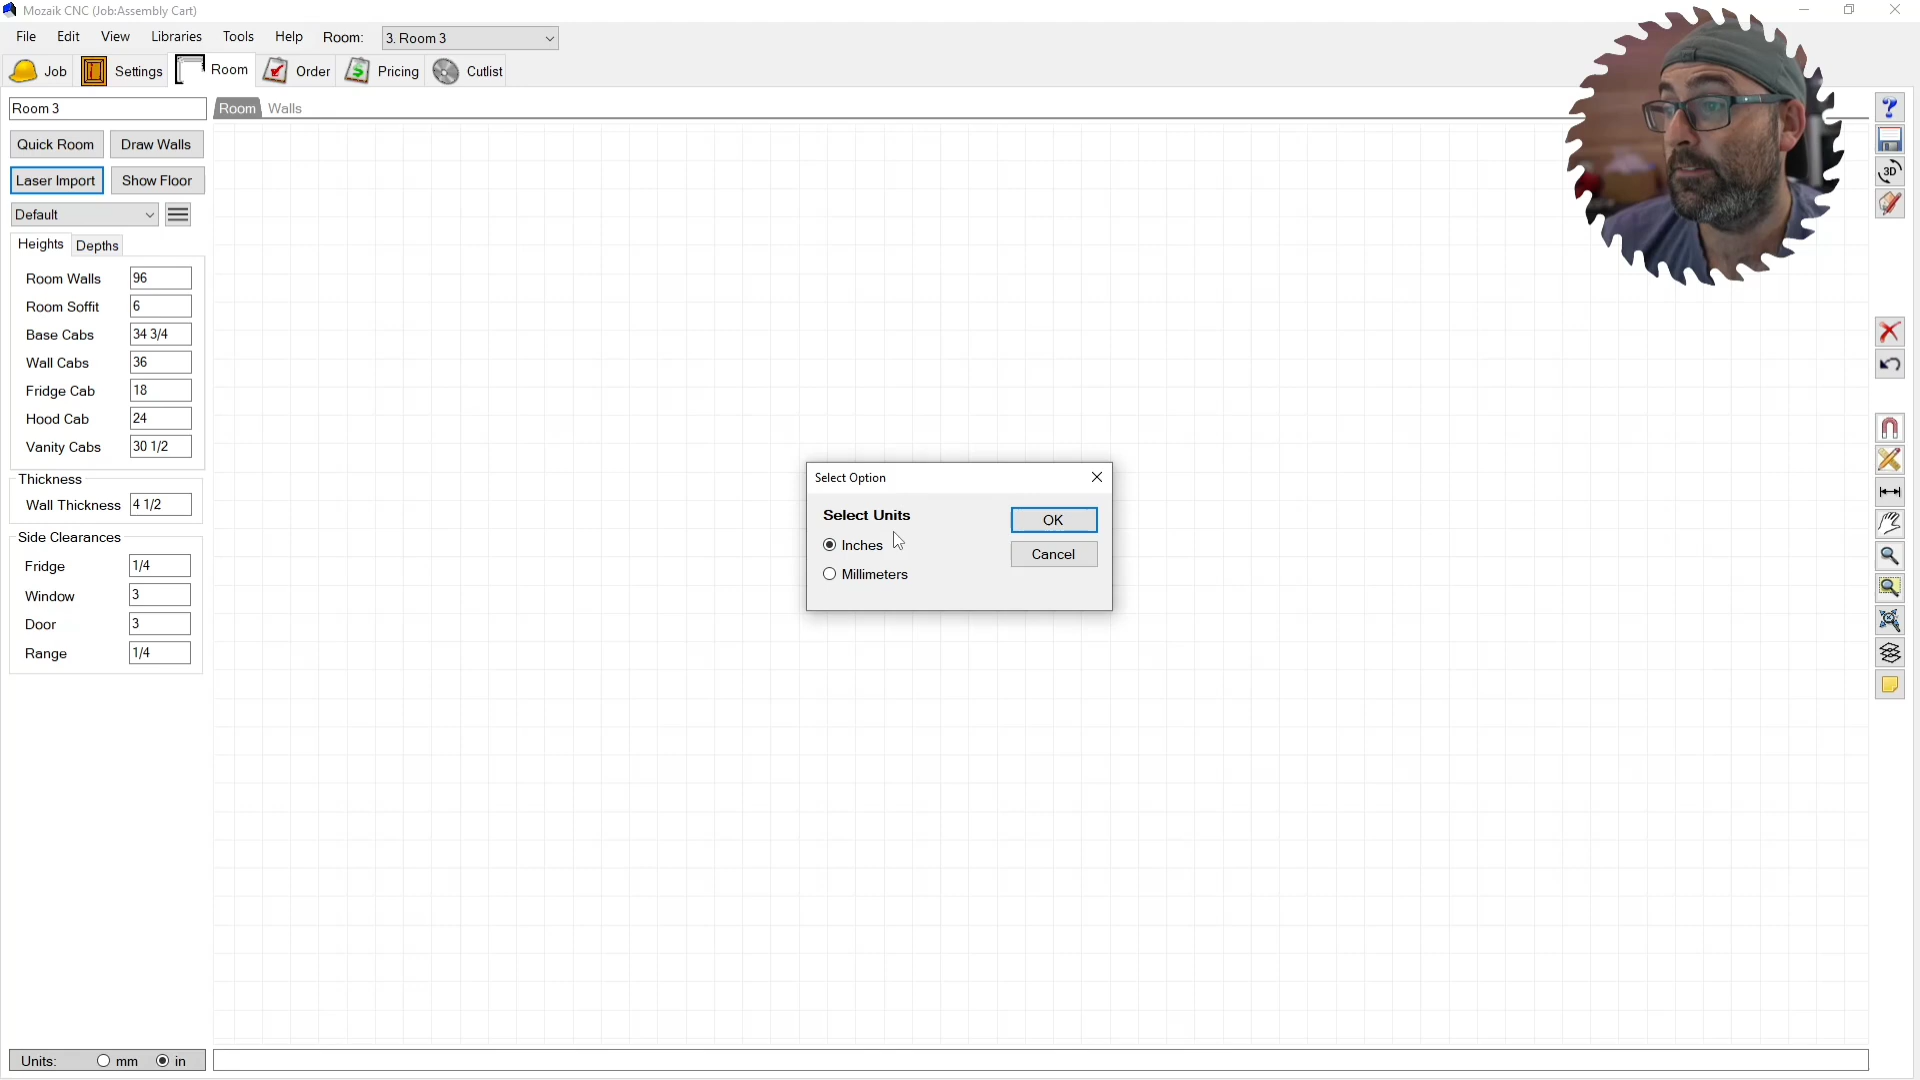 Mozaik CNC (Job:Assembly Cart)
File Edit View Libraries Tools Help Room: 3. Room 3
Job Settings Room Order Pricing Cutlist
Room 3
Room Walls
Quick Room Draw Walls
Laser Import Show Floor
Default
Heights Depths
Room Walls 96
Room Soffit 6
Base Cabs 34 3/4
Wall Cabs 36
Fridge Cab 18
Hood Cab 24
Vanity Cabs 30 1/2
Thickness
Wall Thickness 4 1/2
Side Clearances
Fridge 1/4
Window 3
Door 3
Range 1/4
Select Option
Select Units
OK
Inches
Cancel
Millimeters
? 
3D
Units: mm in